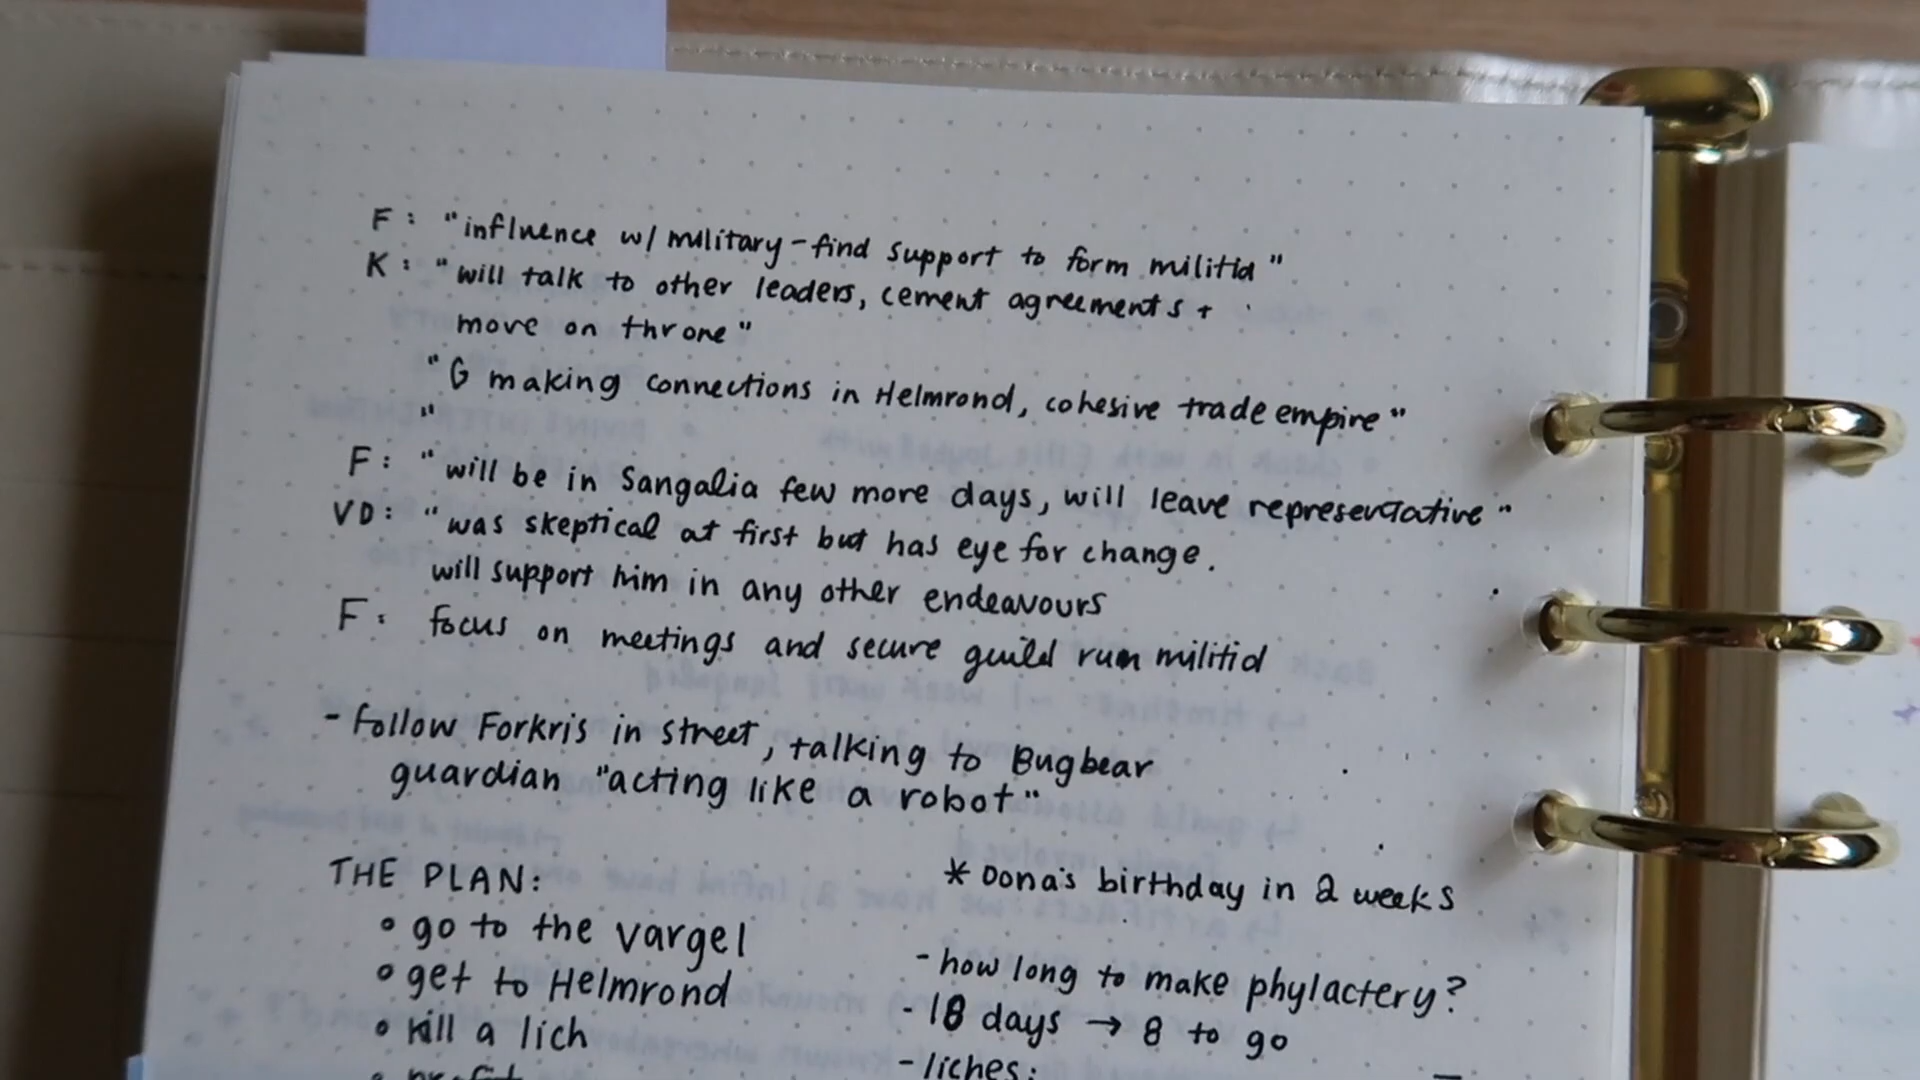 F: "influence w/ military - find support to form militia"
K: "will talk to other leaders, cement agreements +
move on throne"
"G making connections in Helmrond, cohesive trade empire"
"
F: "will be in Sangalia few more days, will leave representative"
VD: "was skeptical at first but has eye for change.
will support him in any other endeavours
F: focus on meetings and secure guild run militia
- follow Forkris in street, talking to Bugbear
guardian "acting like a robot"
THE PLAN:
• go to the vargel
• get to Helmrond
• kill a lich
• profit
* Dona's birthday in 2 weeks
- how long to make phylactery?
- 18 days → 8 to go
- liches: